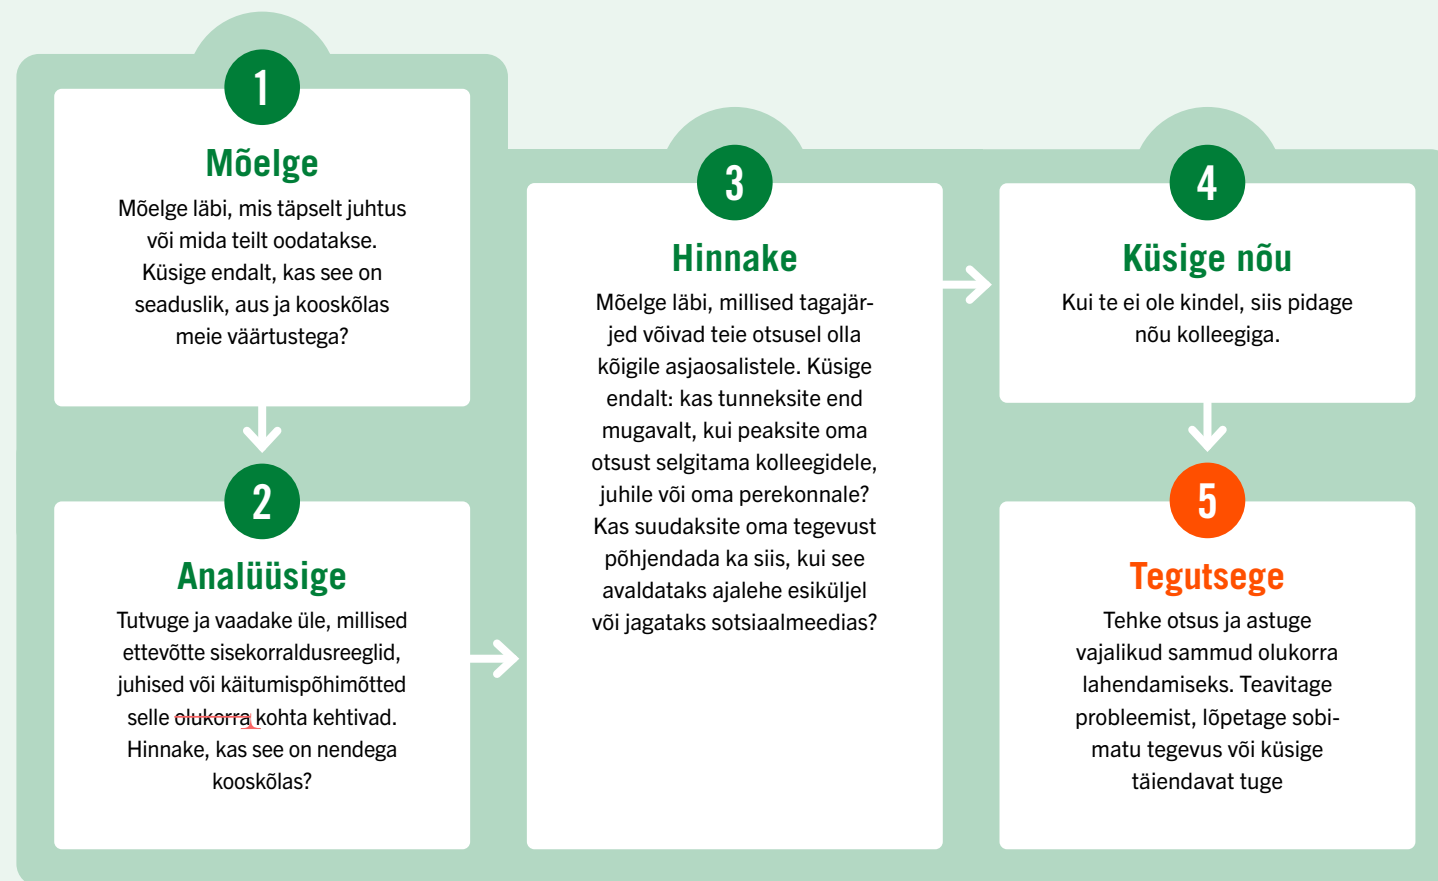 1
Mõelge
Mõelge läbi, mis täpselt juhtus
või mida teilt oodatakse.
Küsige endalt, kas see on
seaduslik, aus ja kooskõlas
meie väärtustega?
2
Analüüsige
Tutvuge ja vaadake üle, millised
ettevõtte sisekorraldusreeglid,
juhised või käitumispõhimõtted
selle olukorra kohta kehtivad.
Hinnake, kas see on nendega
kooskõlas?
3
Hinnake
Mõelge läbi, millised tagajär-
jed võivad teie otsusel olla
kõigile asjaosalistele. Küsige
endalt: kas tunneksite end
mugavalt, kui peaksite oma
otsust selgitama kolleegidele,
juhile või oma perekonnale?
Kas suudaksite oma tegevust
põhjendada ka siis, kui see
avaldataks ajalehe esiküljel
või jagataks sotsiaalmeedias?
4
Küsige nõu
Kui te ei ole kindel, siis pidage
nõu kolleegiga.
5
Tegutsege
Tehke otsus ja astuge
vajalikud sammud olukorra
lahendamiseks. Teavitage
probleemist, lõpetage sobi-
matu tegevus või küsige
täiendavat tuge